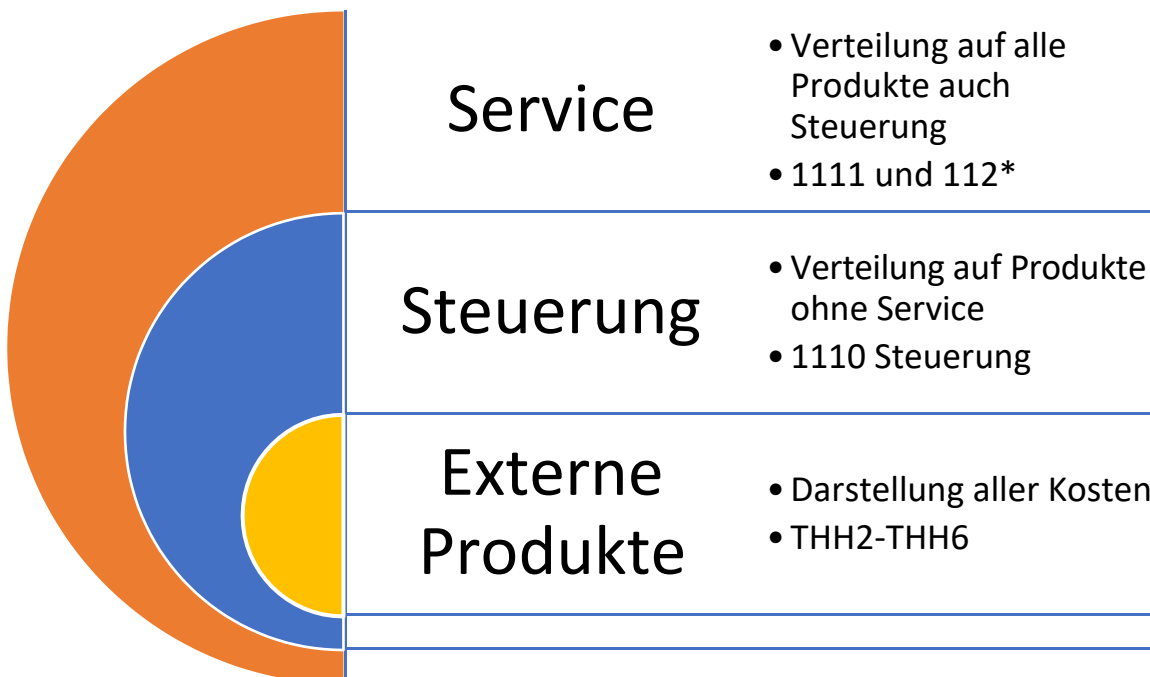 Service
• Verteilung auf alle
Produkte auch
Steuerung
• 1111 und 112*
Steuerung
• Verteilung auf Produkte
ohne Service
• 1110 Steuerung
Externe
Produkte
• Darstellung aller Kosten
• THH2-THH6